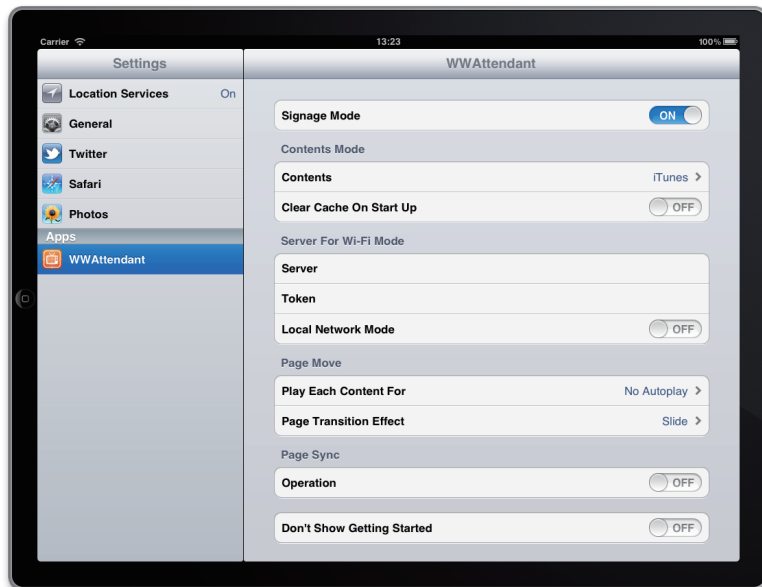 Carrier 13:23 100%
Settings
Location Services On
General
Twitter
Safari
Photos
Apps
WWAttendant
WWAttendant
Signage Mode ON
Contents Mode
Contents iTunes
Clear Cache On Start Up OFF
Server For Wi-Fi Mode
Server
Token
Local Network Mode OFF
Page Move
Play Each Content For No Autoplay
Page Transition Effect Slide
Page Sync
Operation OFF
Don't Show Getting Started OFF